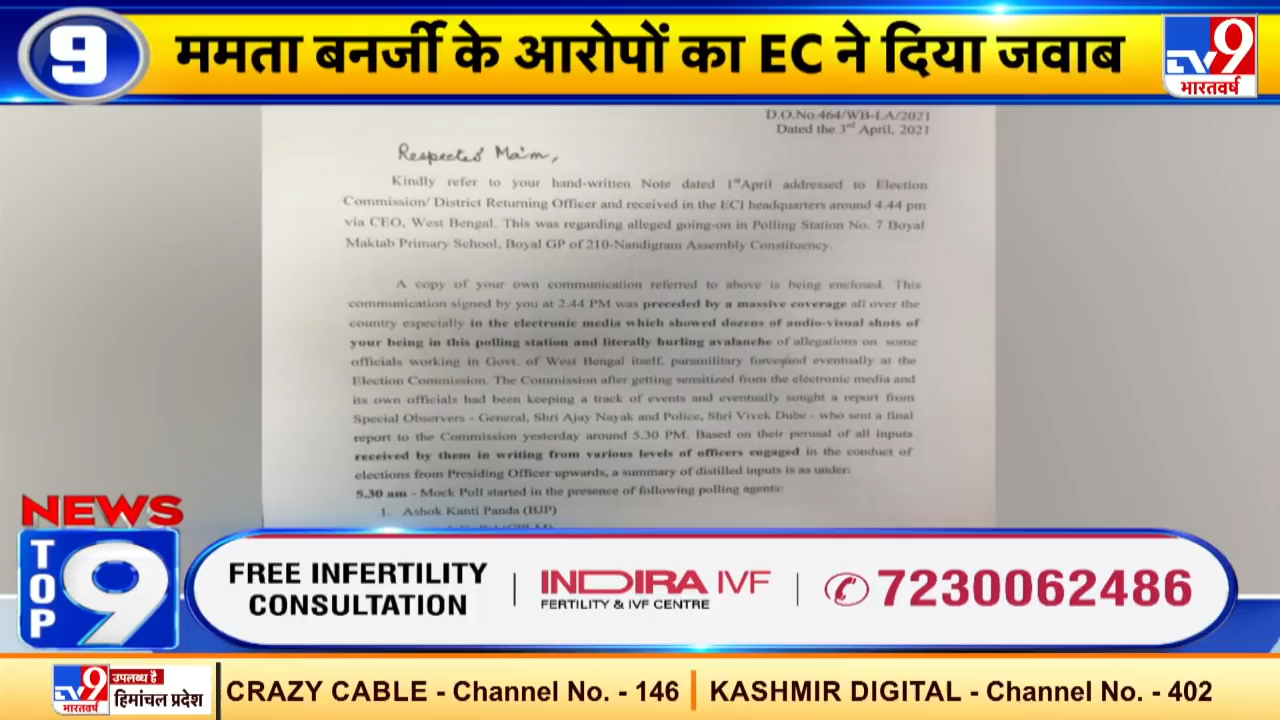 9
ममता बनर्जी के आरोपों का EC ने दिया जवाब
TV9
भारतवर्ष
D.O.No.464/WB-LA/2021
Dated the 3rd April, 2021
Respected Ma'm,
Kindly refer to your hand-written Note dated 1st April addressed to Election
Commission/ District Returning Officer and received in the ECI headquarters around 4.44 pm
via CEO, West Bengal. This was regarding alleged going-on in Polling Station No. 7 Boyal
Maktab Primary School, Boyal GP of 210-Nandigram Assembly Constituency.
A copy of your own communication referred to above is being enclosed. This
communication signed by you at 2.44 PM was preceded by a massive coverage all over the
country especially in the electronic media which showed dozens of audio-visual shots of
your being in this polling station and literally hurling avalanche of allegations on some
officials working in Govt. of West Bengal itself, paramilitary forces and eventually at the
Election Commission. The Commission after getting sensitized from the electronic media and
its own officials had been keeping a track of events and eventually sought a report from
Special Observers - General, Shri Ajay Nayak and Police, Shri Vivek Dube - who sent a final
report to the Commission yesterday around 5.30 PM. Based on their perusal of all inputs
received by them in writing from various levels of officers engaged in the conduct of
elections from Presiding Officer upwards, a summary of distilled inputs is as under:
5.30 am - Mock Poll started in the presence of following polling agents:
1. Ashok Kanti Panda (BJP)
NEWS
TOP
9
FREE INFERTILITY
CONSULTATION
INDIRA IVF
FERTILITY & IVF CENTRE
7230062486
TV9
भारतवर्ष
उपलब्ध है
हिमांचल प्रदेश
CRAZY CABLE - Channel No. - 146
KASHMIR DIGITAL - Channel No. - 402